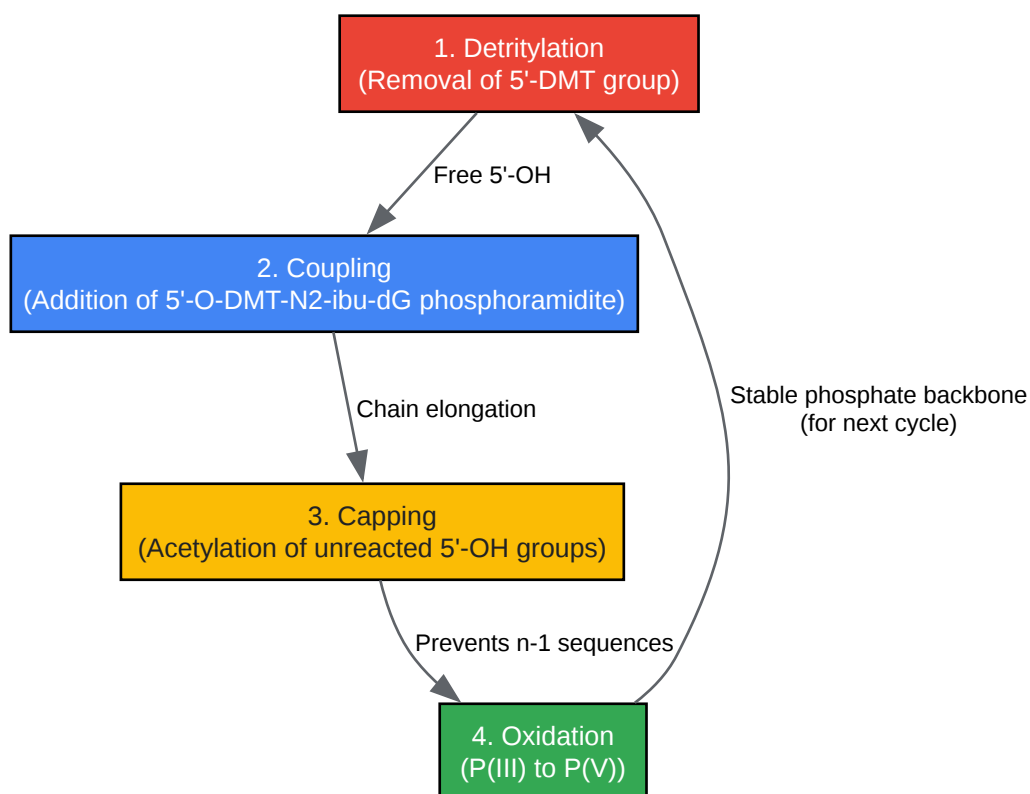 1. Detritylation
(Removal of 5'-DMT group)
Free 5'-OH
2. Coupling
(Addition of 5'-O-DMT-N2-ibu-dG phosphoramidite)
Chain elongation
Stable phosphate backbone
(for next cycle)
3. Capping
(Acetylation of unreacted 5'-OH groups)
Prevents n-1 sequences
4. Oxidation
(P(III) to P(V))